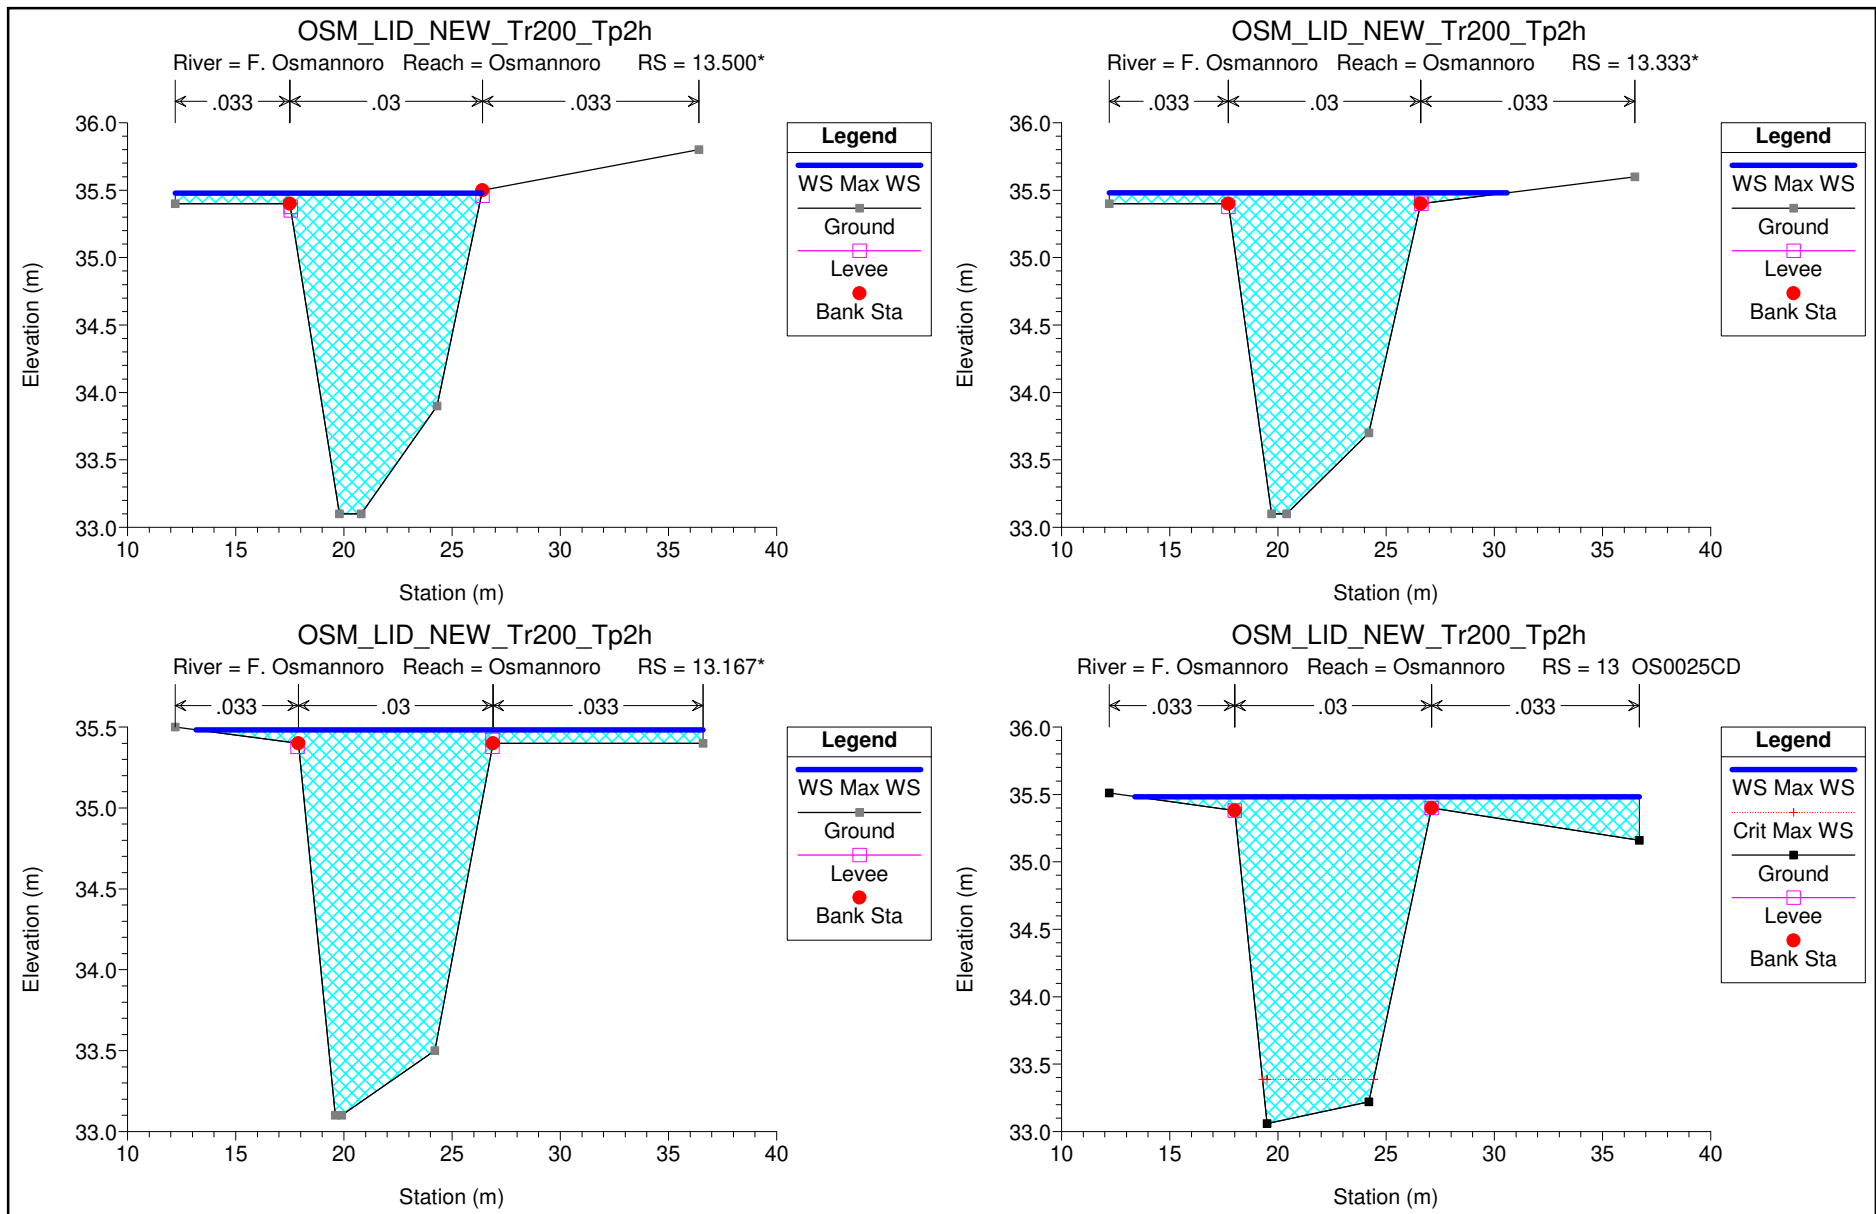 OSM_LID_NEW_Tr200_Tp2h
River = F. Osmannoro Reach = Osmannoro RS = 13.500*
.033 .03 .033
36.0
35.5
35.0
34.5
34.0
33.5
33.0
Elevation (m)
10 15 20 25 30 35 40
Station (m)
Legend
WS Max WS
Ground
Levee
Bank Sta
OSM_LID_NEW_Tr200_Tp2h
River = F. Osmannoro Reach = Osmannoro RS = 13.333*
.033 .03 .033
36.0
35.5
35.0
34.5
34.0
33.5
33.0
Elevation (m)
10 15 20 25 30 35 40
Station (m)
Legend
WS Max WS
Ground
Levee
Bank Sta
OSM_LID_NEW_Tr200_Tp2h
River = F. Osmannoro Reach = Osmannoro RS = 13.167*
.033 .03 .033
35.5
35.0
34.5
34.0
33.5
33.0
Elevation (m)
10 15 20 25 30 35 40
Station (m)
Legend
WS Max WS
Ground
Levee
Bank Sta
OSM_LID_NEW_Tr200_Tp2h
River = F. Osmannoro Reach = Osmannoro RS = 13 OS0025CD
.033 .03 .033
36.0
35.5
35.0
34.5
34.0
33.5
33.0
Elevation (m)
10 15 20 25 30 35 40
Station (m)
Legend
WS Max WS
Crit Max WS
Ground
Levee
Bank Sta